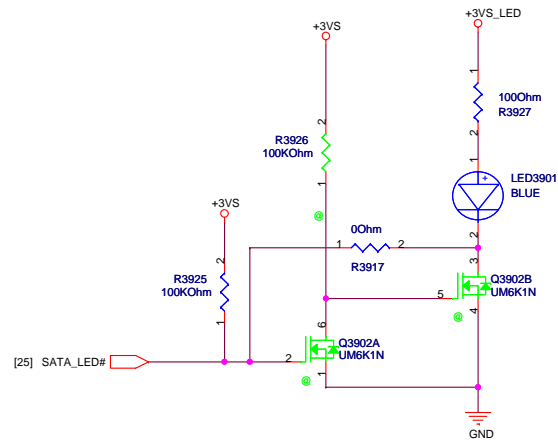 +3VS_LED
+3VS
1
100Ohm
R3927
2
2
R3926
100KOhm
1
1
LED3901
BLUE
+
2
@
+3VS
0Ohm
1
2
R3917
2
R3925
100KOhm
1
3
Q3902B
UM6K1N
5
4
@
6
Q3902A
UM6K1N
[25] SATA_LED#
2
1
@
GND